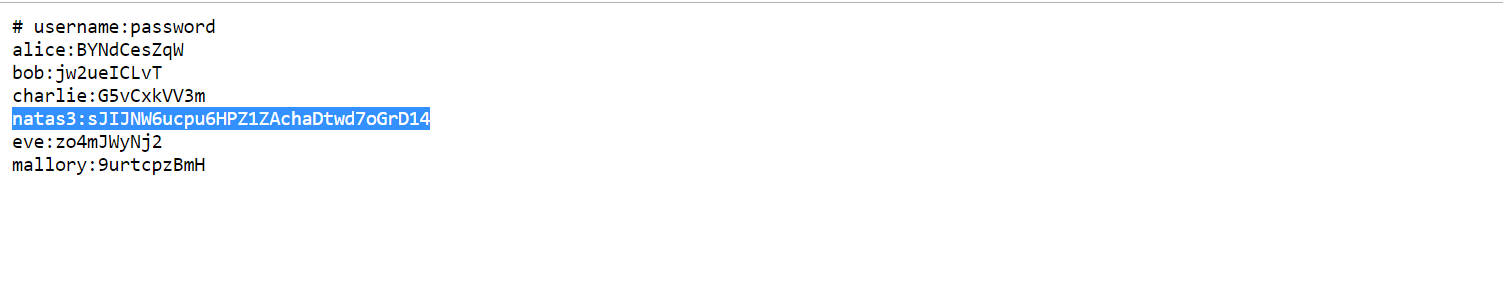 # username:password
alice:BYNdCesZqW
bob:jw2ueICLvT
charlie:G5vCxkVV3m
natas3:sJIJNW6ucpu6HPZ1ZAchaDtwd7oGrD14
eve:zo4mJWyNj2
mallory:9urtcpzBmH